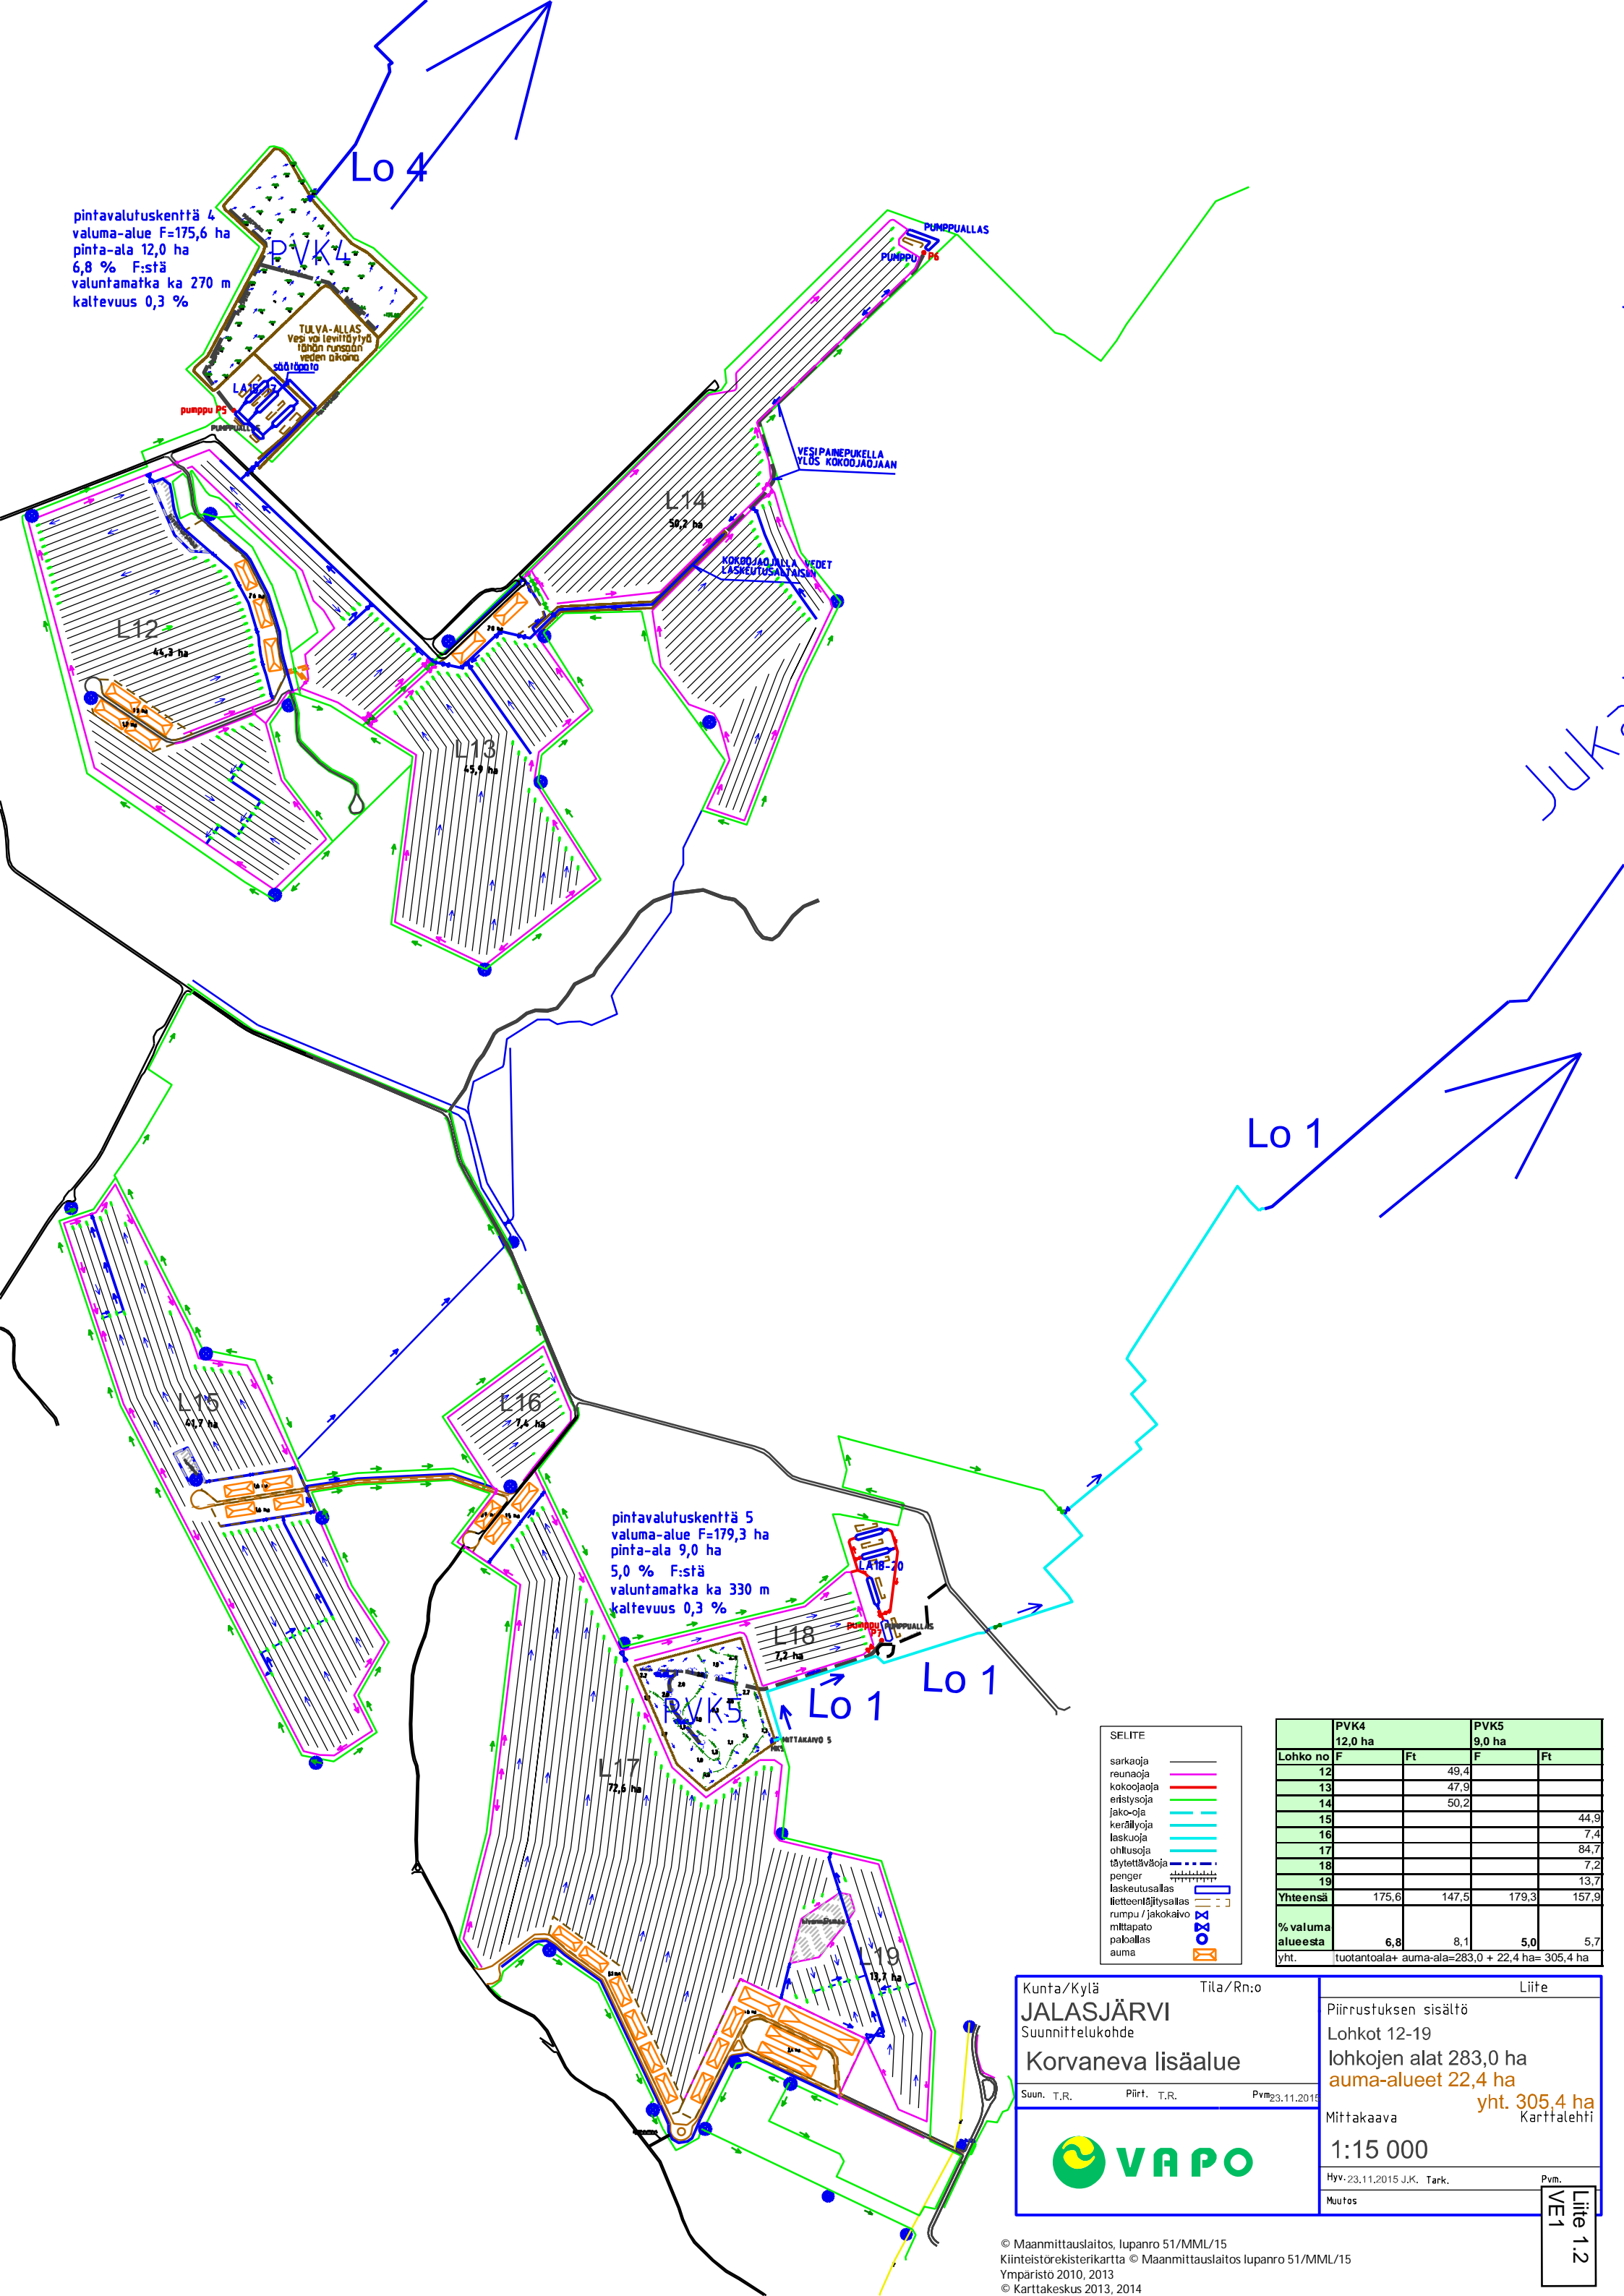 Lo 4
pintavalutuskenttä 4
valuma-alue F=175,6 ha
pinta-ala 12,0 ha
6,8 % F:stä
valuntamatka ka 270 m
kaltevuus 0,3 %
PVK4
TULVA-ALLAS
Vesi voi levittäytyä
tähän runsaan
veden aikoina
säätöpato
pumppu P5
PUMPPUALLAS
PUMPPUALLAS
PUMPPU P6
VESI PAINEPUKELLA
YLÖS KOKOOJAOJAAN
L14
50,2 ha
KOKOOJAOJALLA VEDET
LASKEUTUSALTAISIIN
L12
44,3 ha
L13
45,9 ha
Lo 1
L15
41,7 ha
L16
7,4 ha
pintavalutuskenttä 5
valuma-alue F=179,3 ha
pinta-ala 9,0 ha
5,0 % F:stä
valuntamatka ka 330 m
kaltevuus 0,3 %
LA18-20
pumppu
P7
PUMPPUALLAS
L18
7,2 ha
Lo 1
Lo 1
PVK5
MITTAKAIVO 5
L17
72,6 ha
L19
13,7 ha
SELITE
sarkaoja
reunaoja
kokoojaoja
eristysoja
jako-oja
keräilyoja
laskuoja
ohitusoja
täytettäväoja
penger
laskeutusallas
lietteenläjitysallas
rumpu / jakokaivo
mittapato
paloallas
auma
PVK4 PVK5
12,0 ha 9,0 ha
Lohko no F Ft F Ft
12 49,4
13 47,9
14 50,2
15 44,9
16 7,4
17 84,7
18 7,2
19 13,7
Yhteensä 175,6 147,5 179,3 157,9
% valuma
alueesta 6,8 8,1 5,0 5,7
yht. tuotantoala+ auma-ala=283,0 + 22,4 ha= 305,4 ha
Kunta/Kylä Tila/Rn:o
JALASJÄRVI
Suunnittelukohde
Korvaneva lisäalue
Suun. T.R. Piirt. T.R. Pvm 23.11.2015
VAPO
Liite
Piirrustuksen sisältö
Lohkot 12-19
lohkojen alat 283,0 ha
auma-alueet 22,4 ha
yht. 305,4 ha
Mittakaava Karttalehti
1:15 000
Hyv. 23.11.2015 J.K. Tark. Pvm.
Muutos
Liite 1.2
VE1
© Maanmittauslaitos, lupanro 51/MML/15
Kiinteistörekisterikartta © Maanmittauslaitos lupanro 51/MML/15
Ympäristö 2010, 2013
© Karttakeskus 2013, 2014